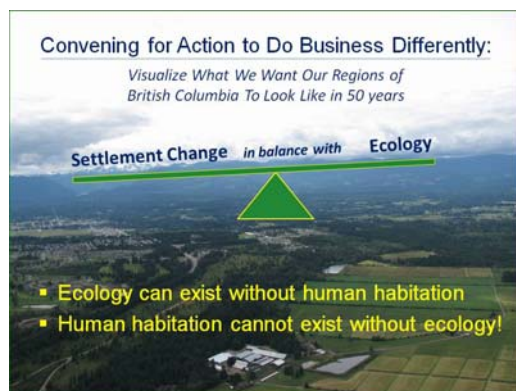 Convening for Action to Do Business Differently:
Visualize What We Want Our Regions of
British Columbia To Look Like in 50 years
Settlement Change in balance with Ecology
▪ Ecology can exist without human habitation
▪ Human habitation cannot exist without ecology!